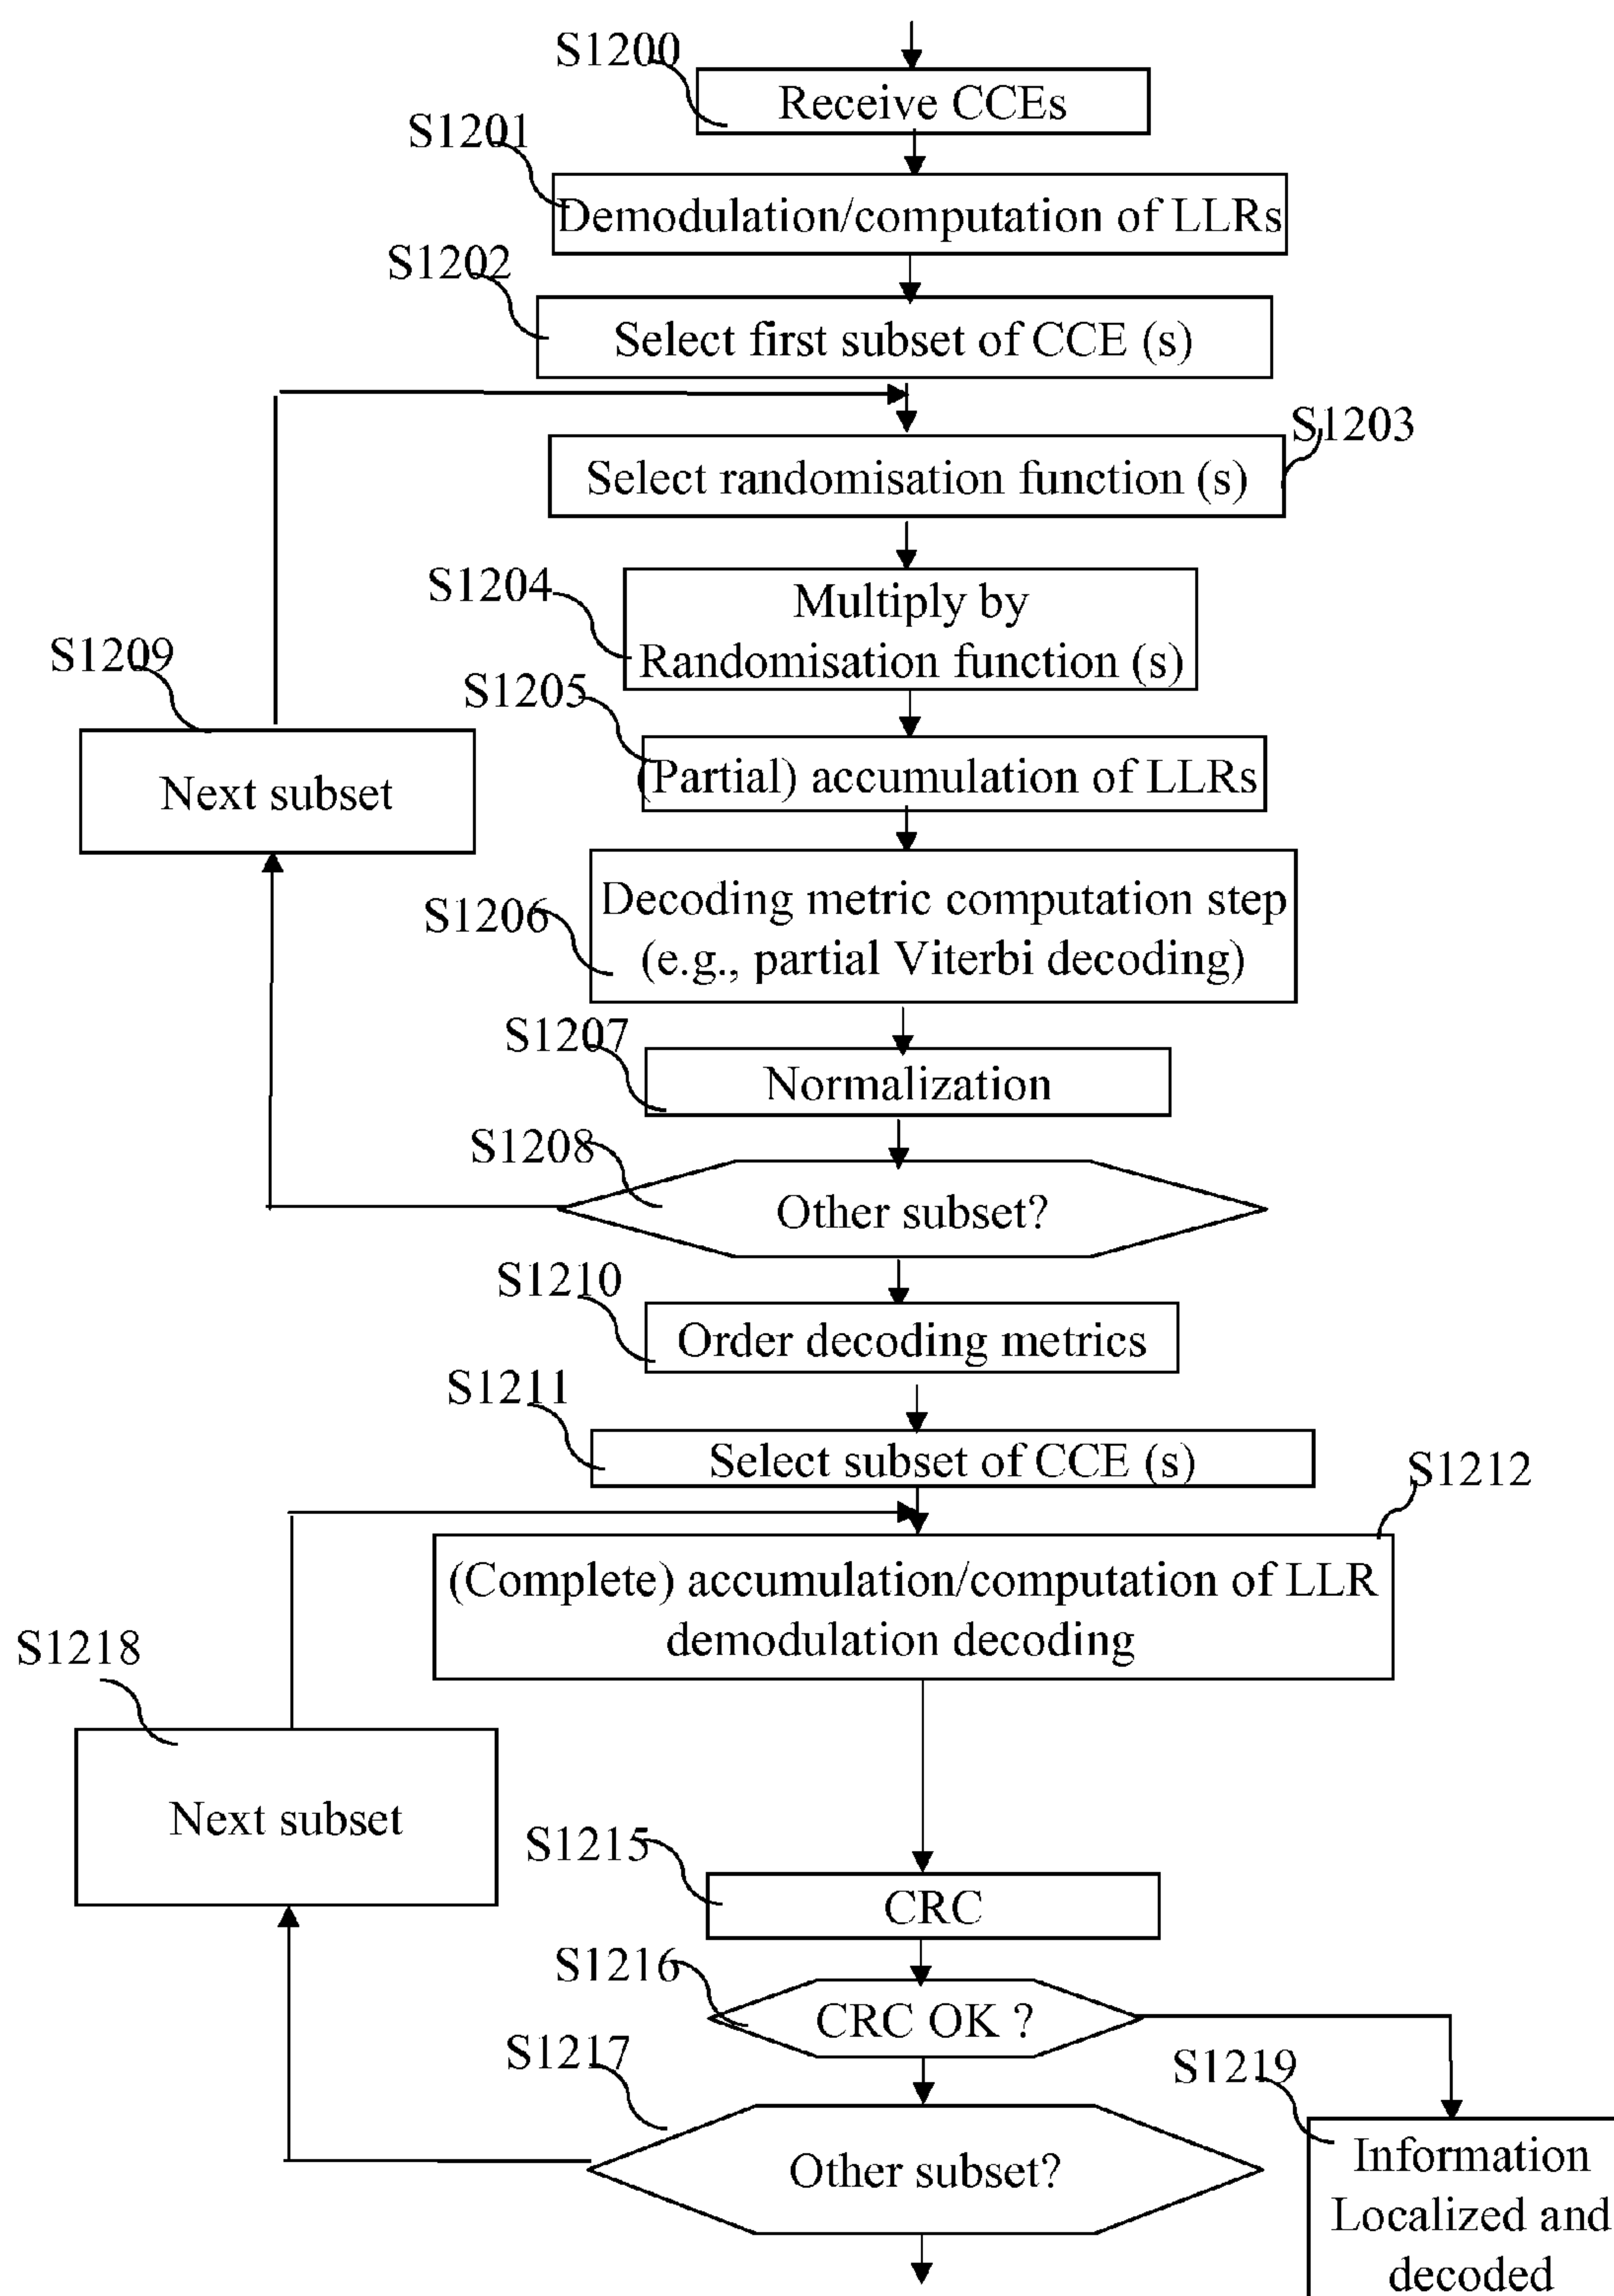 S1200
Receive CCEs
S1201
Demodulation/computation of LLRs
S1202
Select first subset of CCE (s)
S1203
Select randomisation function (s)
S1204
Multiply by
Randomisation function (s)
S1209
Next subset
S1205
(Partial) accumulation of LLRs
S1206
Decoding metric computation step
(e.g., partial Viterbi decoding)
S1207
Normalization
S1208
Other subset?
S1210
Order decoding metrics
S1211
Select subset of CCE (s)
S1212
(Complete) accumulation/computation of LLR
demodulation decoding
S1218
Next subset
S1215
CRC
S1216
CRC OK ?
S1217
Other subset?
S1219
Information
Localized and
decoded